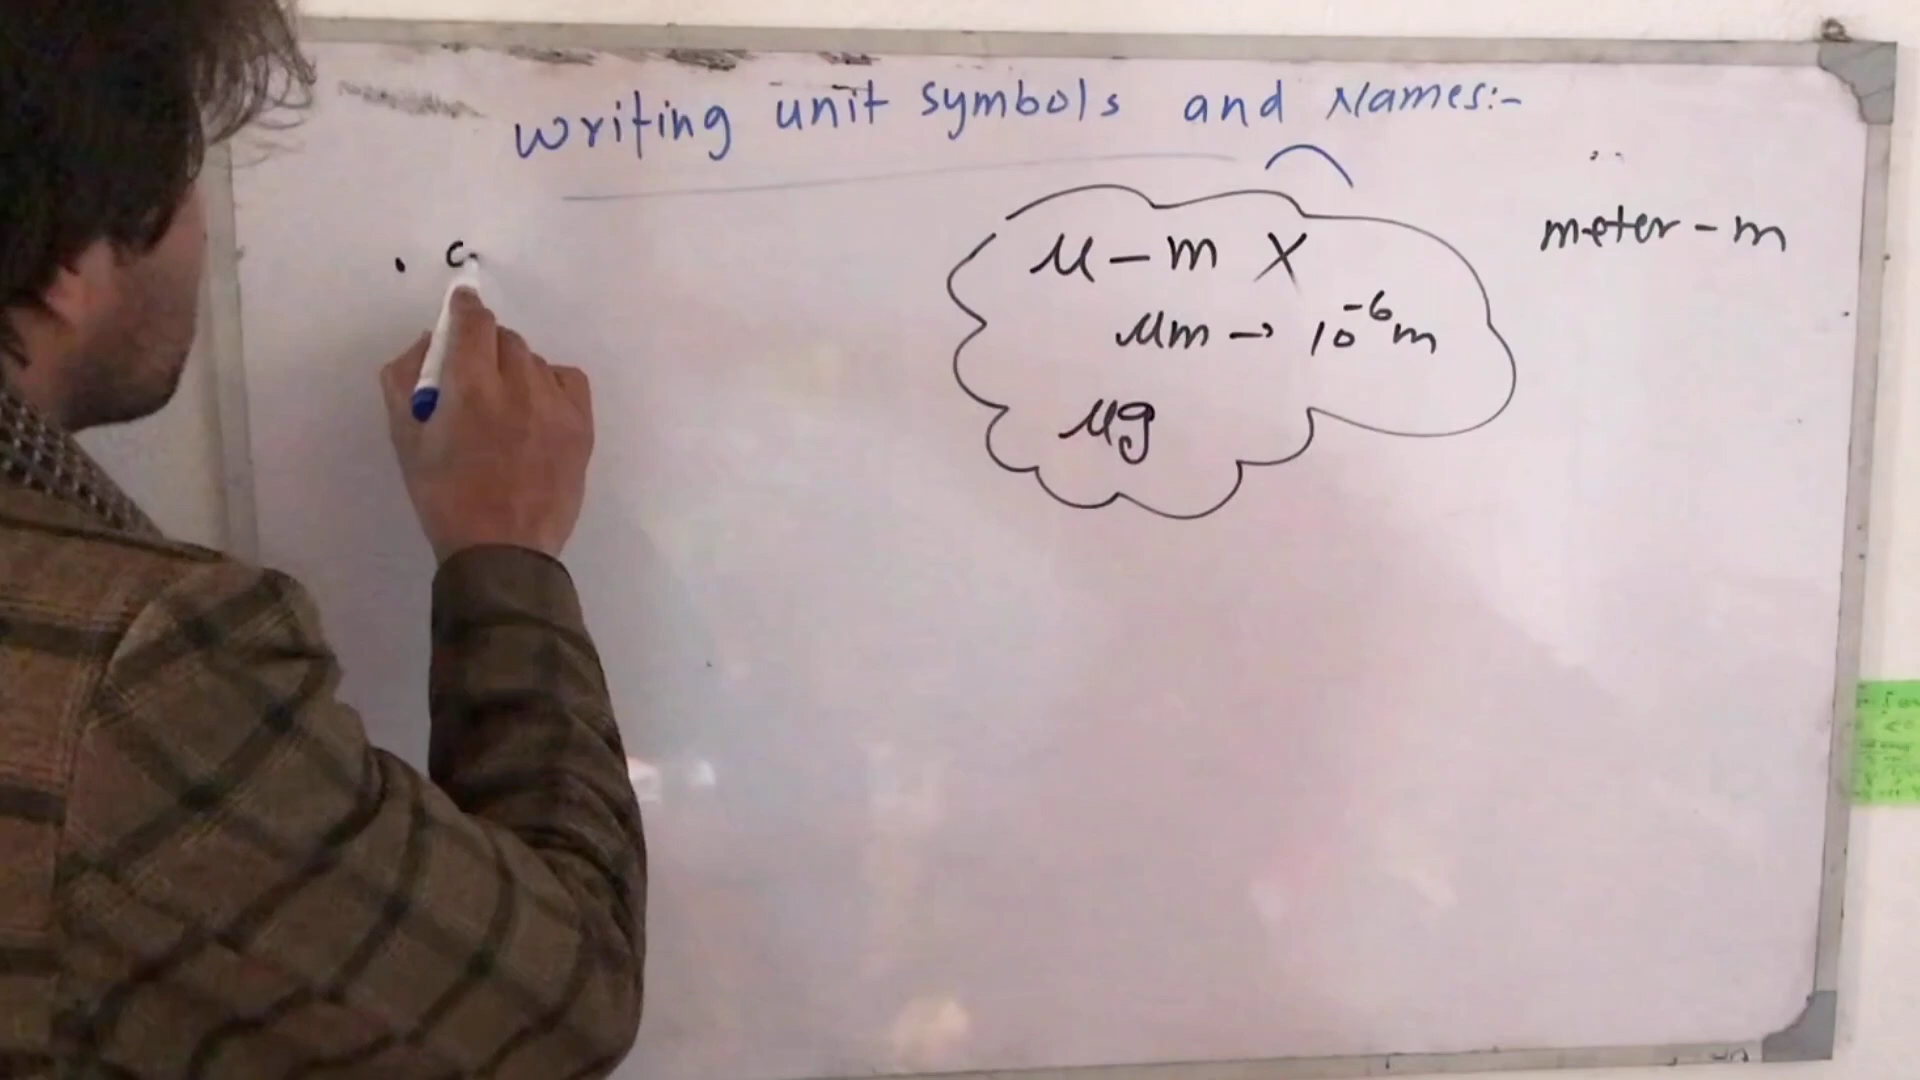 writing unit symbols and Names:-
. c
μ - m X
μm → 10⁻⁶m
μg
meter - m